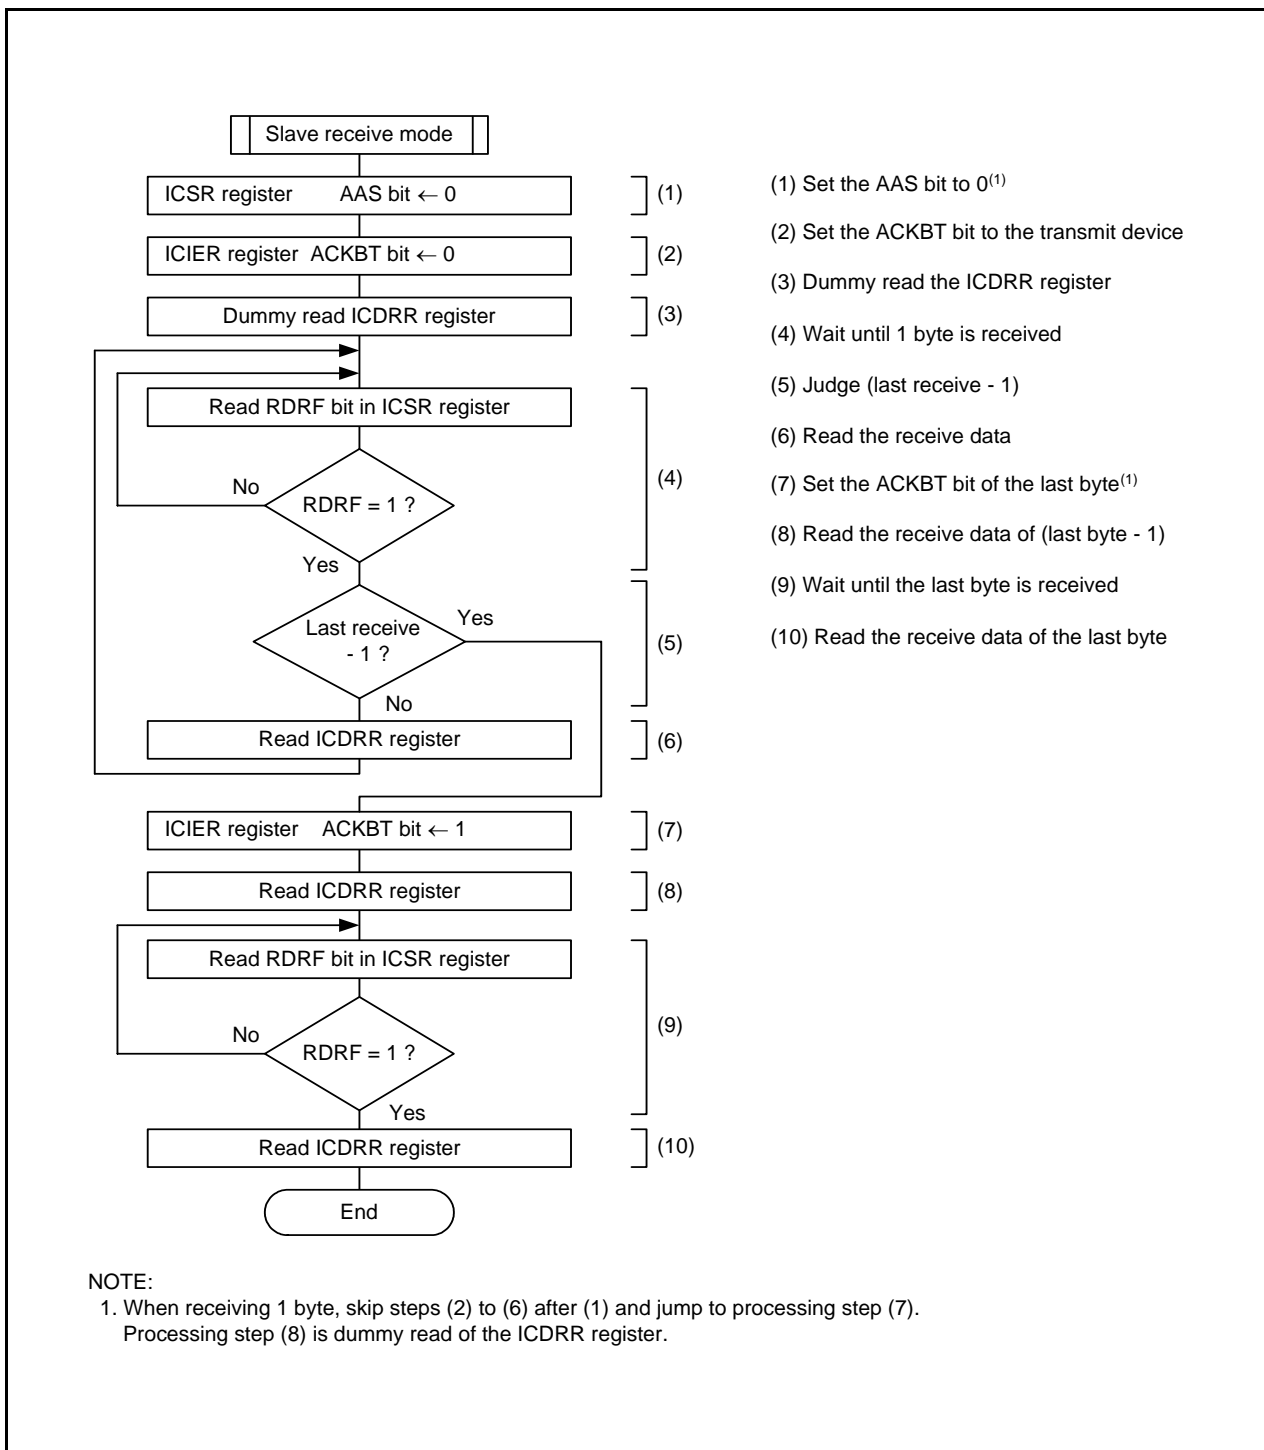 Slave receive mode
ICSR register AAS bit ← 0
(1)
ICIER register ACKBT bit ← 0
(2)
Dummy read ICDRR register
(3)
Read RDRF bit in ICSR register
No
RDRF = 1 ?
(4)
Yes
Last receive
- 1 ?
Yes
(5)
No
Read ICDRR register
(6)
ICIER register ACKBT bit ← 1
(7)
Read ICDRR register
(8)
Read RDRF bit in ICSR register
No
RDRF = 1 ?
(9)
Yes
Read ICDRR register
(10)
End
(1) Set the AAS bit to 0(1)
(2) Set the ACKBT bit to the transmit device
(3) Dummy read the ICDRR register
(4) Wait until 1 byte is received
(5) Judge (last receive - 1)
(6) Read the receive data
(7) Set the ACKBT bit of the last byte(1)
(8) Read the receive data of (last byte - 1)
(9) Wait until the last byte is received
(10) Read the receive data of the last byte
NOTE:
1. When receiving 1 byte, skip steps (2) to (6) after (1) and jump to processing step (7).
Processing step (8) is dummy read of the ICDRR register.